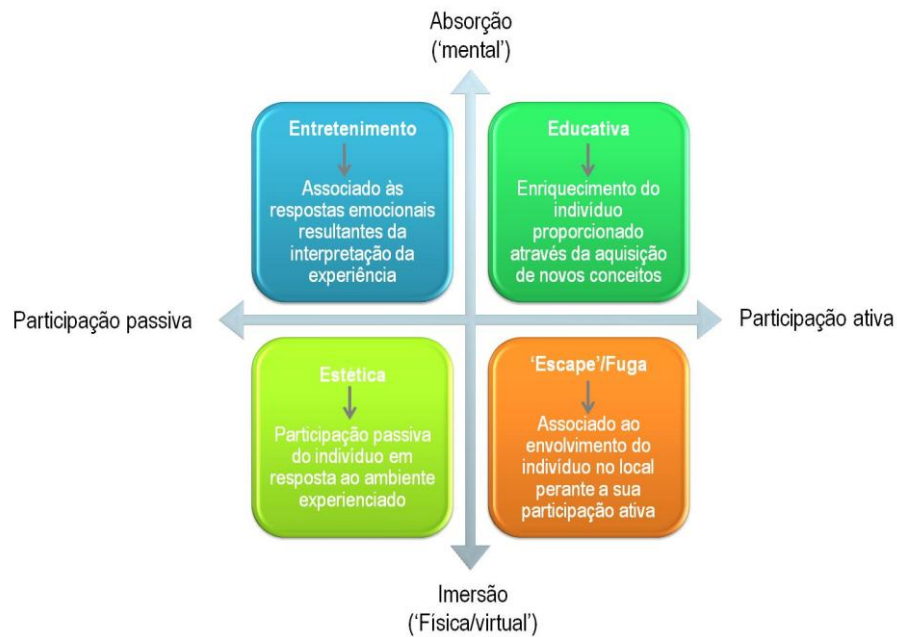 Absorção
('mental')
Entretenimento
Associado às
respostas emocionais
resultantes da
interpretação da
experiência
Educativa
Enriquecimento do
indivíduo
proporcionado
através da aquisição
de novos conceitos
Participação passiva
Participação ativa
Estética
Participação passiva
do indivíduo em
resposta ao ambiente
experienciado
'Escape'/Fuga
Associado ao
envolvimento do
indivíduo no local
perante a sua
participação ativa
Imersão
('Física/virtual')